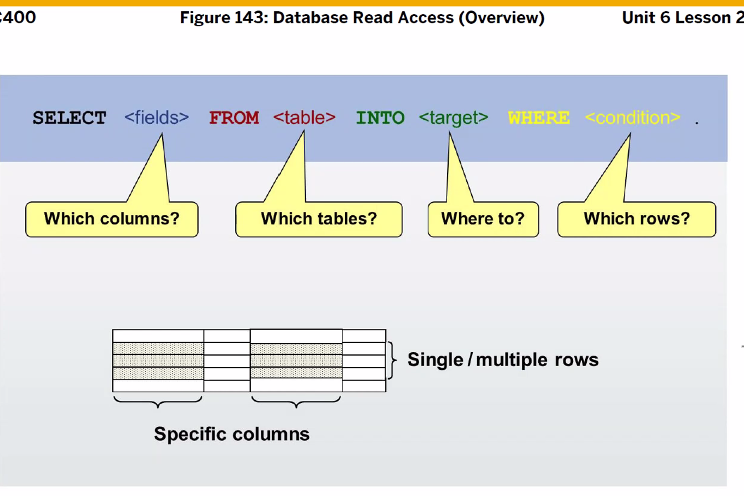 C400 Figure 143: Database Read Access (Overview) Unit 6 Lesson 2
SELECT <fields> FROM <table> INTO <target> WHERE <condition> .
Which columns? Which tables? Where to? Which rows?
Single / multiple rows
Specific columns